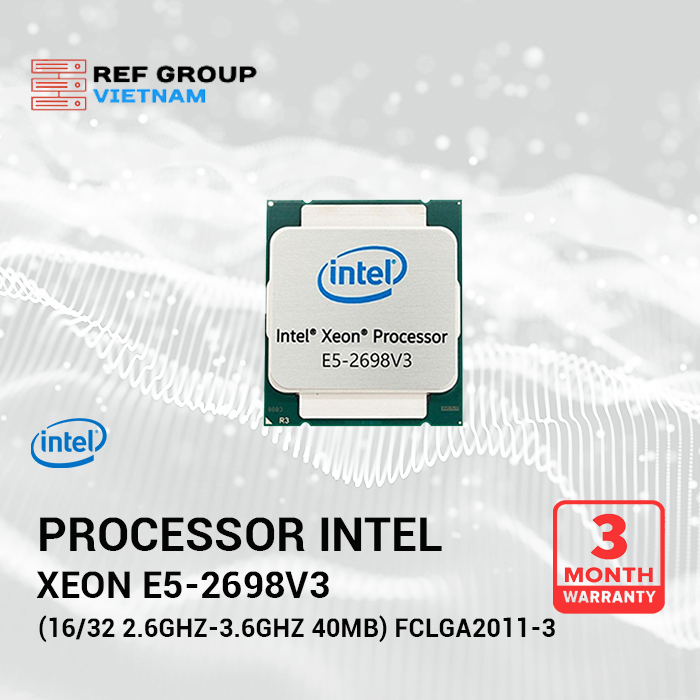 REF GROUP
VIETNAM
intel®
Intel® Xeon® Processor
E5-2698V3
R3
intel®
PROCESSOR INTEL
XEON E5-2698V3
(16/32 2.6GHZ-3.6GHZ 40MB) FCLGA2011-3
3
MONTH
WARRANTY